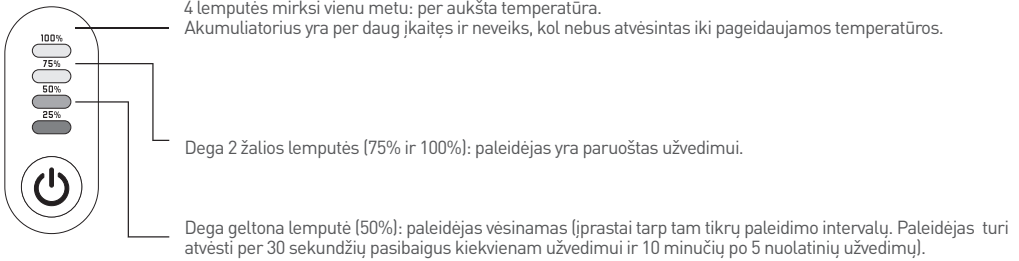 4 lemputės mirksi vienu metu: per aukšta temperatūra.
Akumuliatorius yra per daug įkaitęs ir neveiks, kol nebus atvėsintas iki pageidaujamos temperatūros.
100%
75%
50%
25%
Dega 2 žalios lemputės (75% ir 100%): paleidėjas yra paruoštas užvedimui.
Dega geltona lemputė (50%): paleidėjas vėsinamas (įprastai tarp tam tikrų paleidimo intervalų. Paleidėjas turi
atvėsti per 30 sekundžių pasibaigus kiekvienam užvedimui ir 10 minučių po 5 nuolatinių užvedimų).